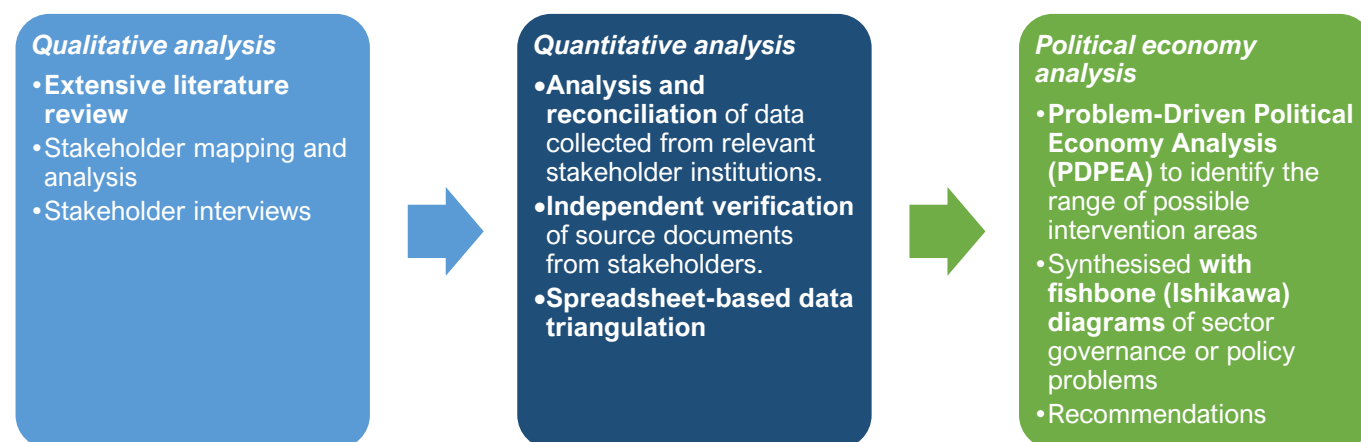 Qualitative analysis
•Extensive literature
review
•Stakeholder mapping and
analysis
•Stakeholder interviews
Quantitative analysis
•Analysis and
reconciliation of data
collected from relevant
stakeholder institutions.
•Independent verification
of source documents
from stakeholders.
•Spreadsheet-based data
triangulation
Political economy
analysis
•Problem-Driven Political
Economy Analysis
(PDPEA) to identify the
range of possible
intervention areas
•Synthesised with
fishbone (Ishikawa)
diagrams of sector
governance or policy
problems
•Recommendations